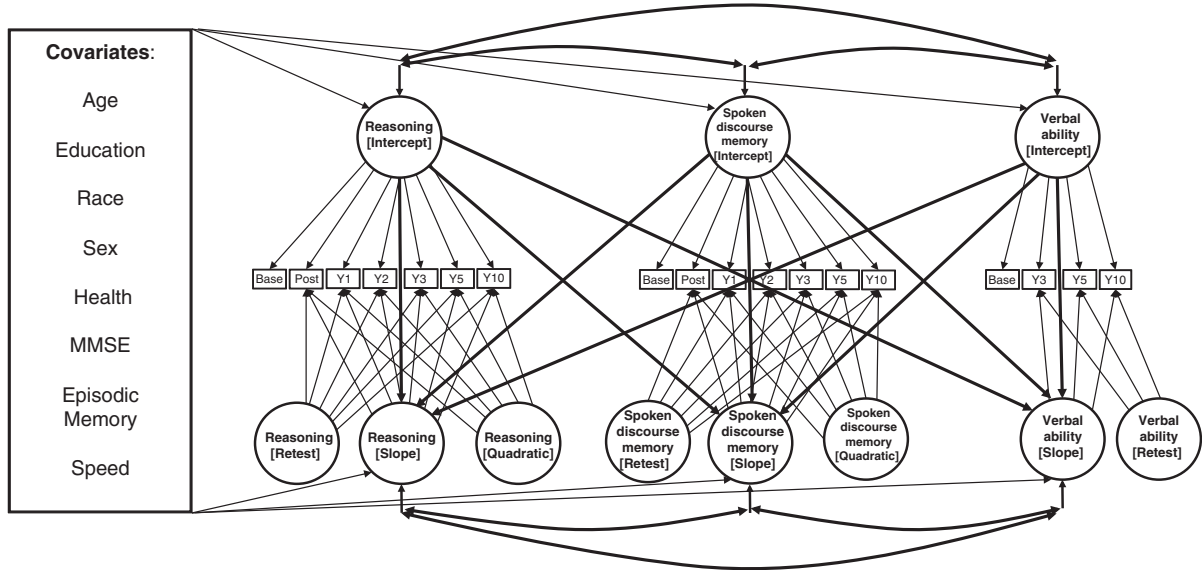 Covariates:
Age
Education
Race
Sex
Health
MMSE
Episodic
Memory
Speed
Reasoning
[Intercept]
Spoken
discourse
memory
[Intercept]
Verbal
ability
[Intercept]
Base Post Y1 Y2 Y3 Y5 Y10
Base Post Y1 Y2 Y3 Y5 Y10
Base Y3 Y5 Y10
Reasoning
[Retest]
Reasoning
[Slope]
Reasoning
[Quadratic]
Spoken
discourse
memory
[Retest]
Spoken
discourse
memory
[Slope]
Spoken
discourse
memory
[Quadratic]
Verbal
ability
[Slope]
Verbal
ability
[Retest]